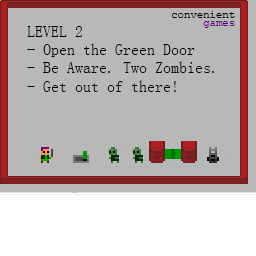 convenient
games
LEVEL 2
- Open the Green Door
- Be Aware. Two Zombies.
- Get out of there!